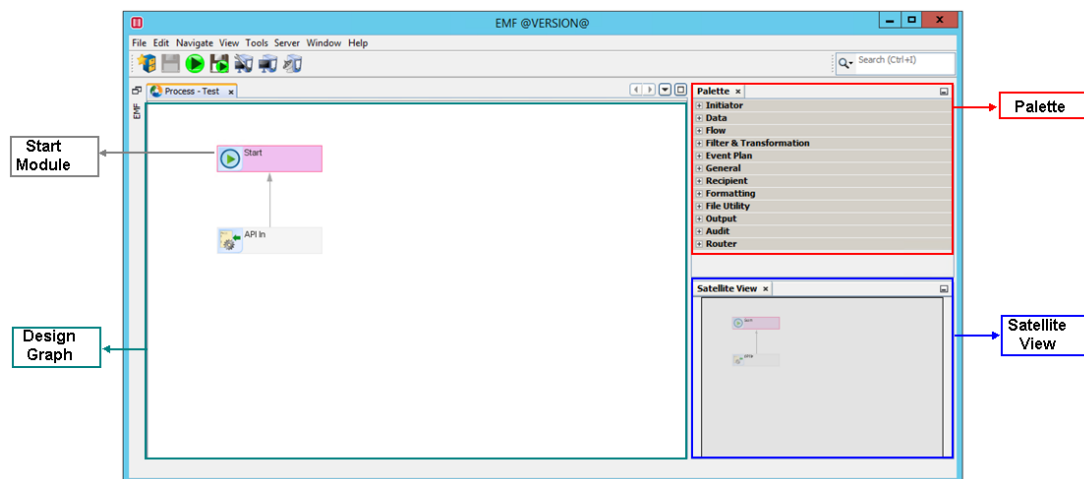 EMF @VERSION@
File Edit Navigate View Tools Server Window Help
Search (Ctrl+I)
Process - Test
EMF
Palette
Initiator
Data
Flow
Filter & Transformation
Event Plan
General
Recipient
Formatting
File Utility
Output
Audit
Router
Palette
Start
Module
Start
API In
Satellite View
Start
Design
Graph
Satellite
View